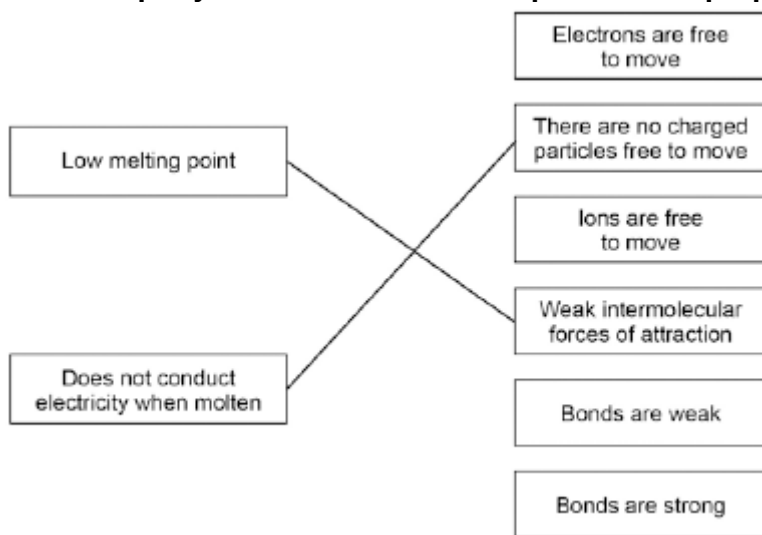 Electrons are free
to move
Low melting point
There are no charged
particles free to move
Ions are free
to move
Weak intermolecular
forces of attraction
Does not conduct
electricity when molten
Bonds are weak
Bonds are strong